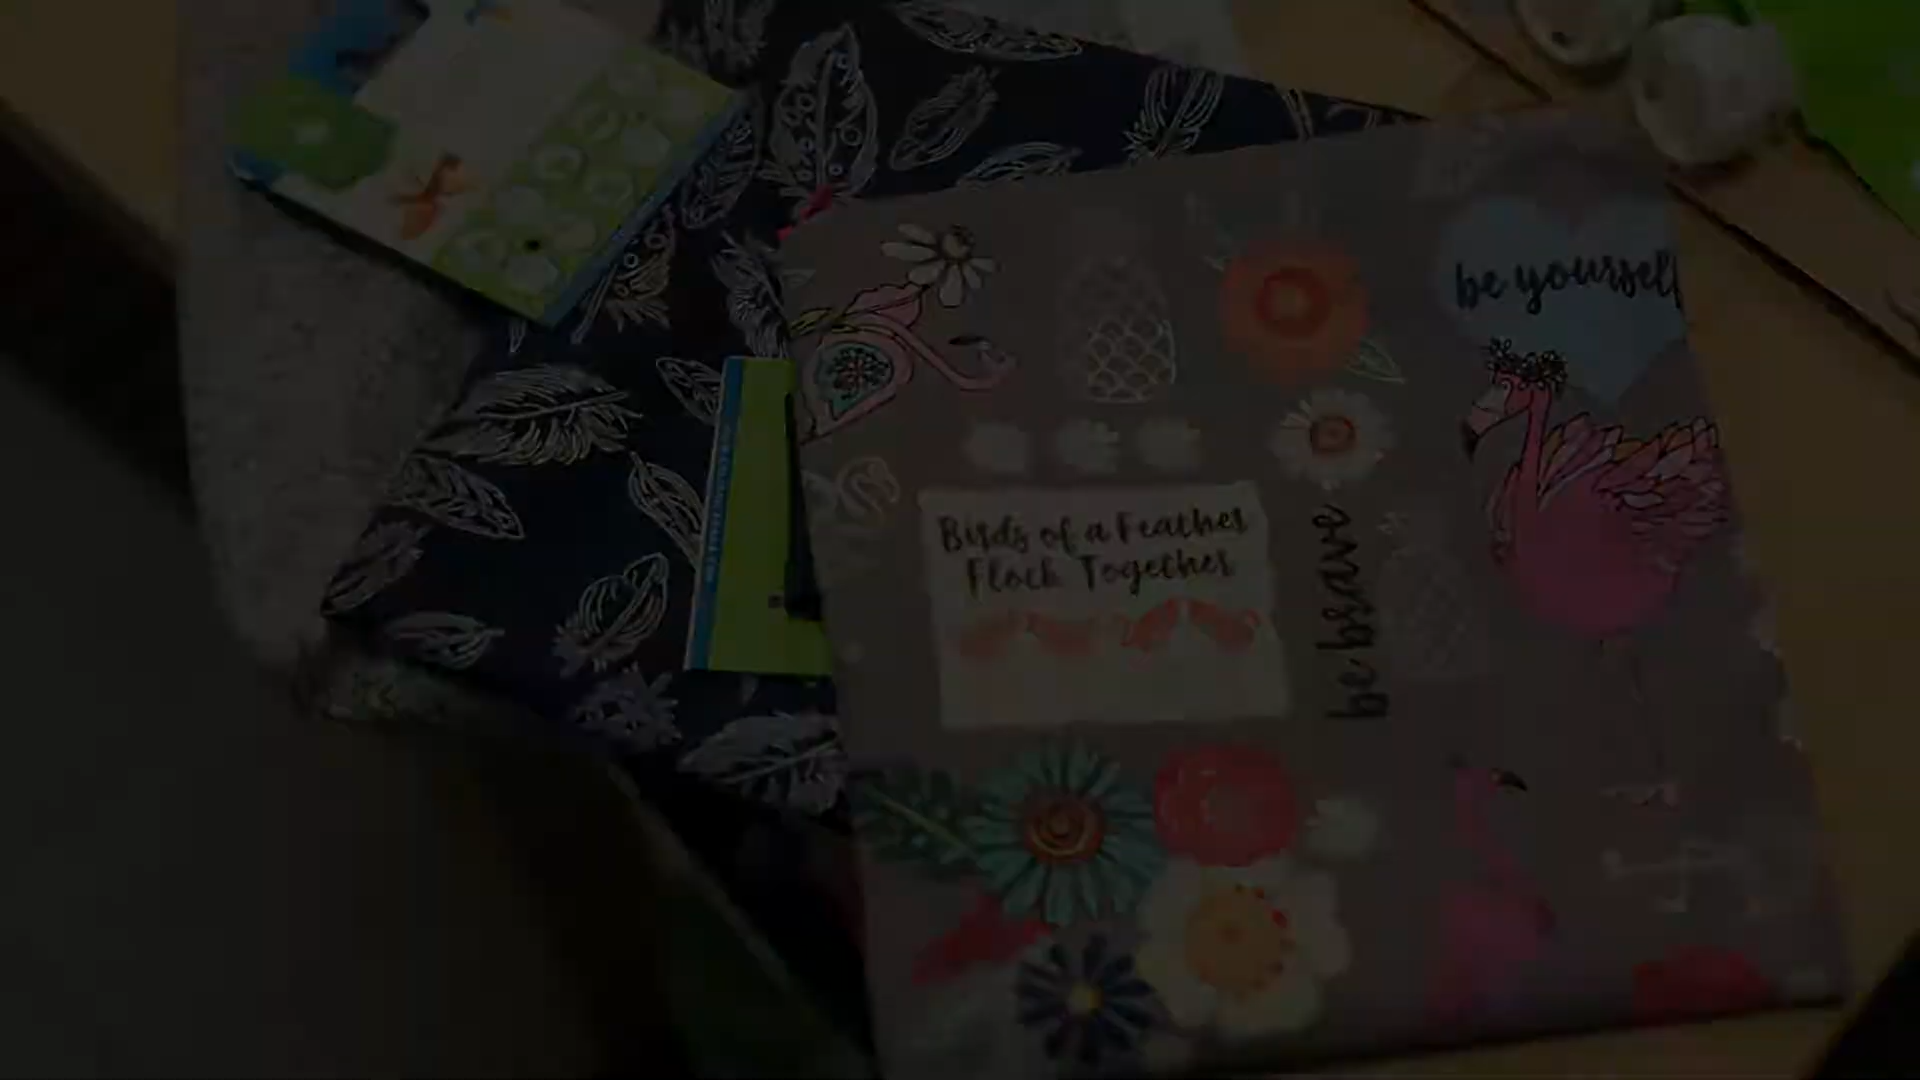 be yourself
Birds of a Feather
Flock Together
be brave